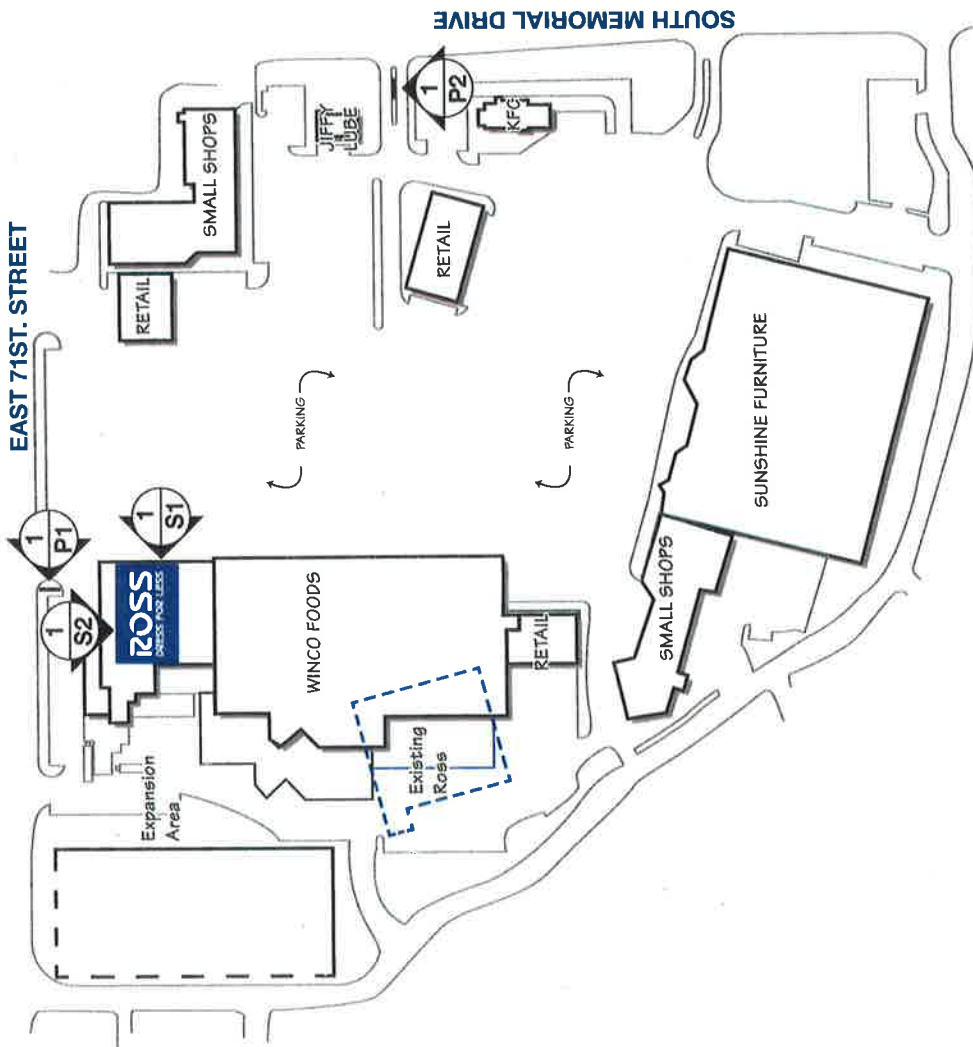 SOUTH MEMORIAL DRIVE
EAST 71ST. STREET
1
P2
JIFFY
LUBE
KFC
SMALL SHOPS
RETAIL
RETAIL
PARKING
PARKING
1
P1
1
S1
1
S2
ROSS
DRESS FOR LESS
WINCO FOODS
RETAIL
SMALL SHOPS
SUNSHINE FURNITURE
Existing
Ross
Expansion
Area